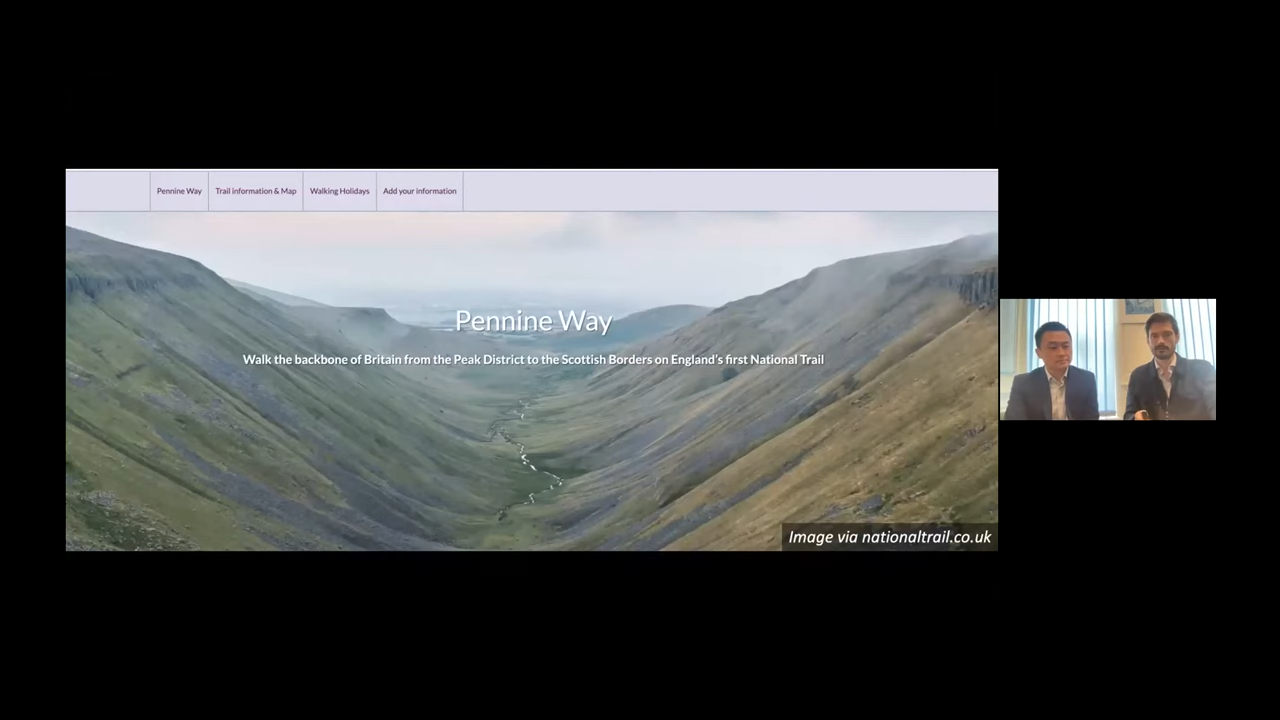 Pennine Way
Trail information & Map
Walking Holidays
Add your information
Pennine Way
Walk the backbone of Britain from the Peak District to the Scottish Borders on England's first National Trail
Image via nationaltrail.co.uk